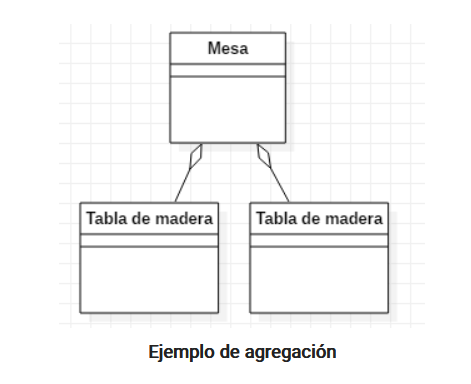 Mesa
Tabla de madera
Tabla de madera
Ejemplo de agregación